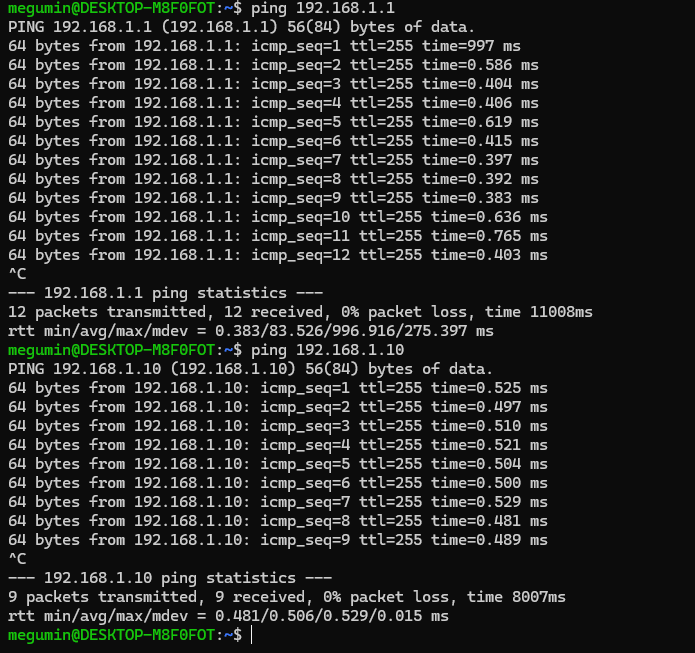 megumin@DESKTOP-M8F0FOT:~$ ping 192.168.1.1
PING 192.168.1.1 (192.168.1.1) 56(84) bytes of data.
64 bytes from 192.168.1.1: icmp_seq=1 ttl=255 time=997 ms
64 bytes from 192.168.1.1: icmp_seq=2 ttl=255 time=0.586 ms
64 bytes from 192.168.1.1: icmp_seq=3 ttl=255 time=0.404 ms
64 bytes from 192.168.1.1: icmp_seq=4 ttl=255 time=0.406 ms
64 bytes from 192.168.1.1: icmp_seq=5 ttl=255 time=0.619 ms
64 bytes from 192.168.1.1: icmp_seq=6 ttl=255 time=0.415 ms
64 bytes from 192.168.1.1: icmp_seq=7 ttl=255 time=0.397 ms
64 bytes from 192.168.1.1: icmp_seq=8 ttl=255 time=0.392 ms
64 bytes from 192.168.1.1: icmp_seq=9 ttl=255 time=0.383 ms
64 bytes from 192.168.1.1: icmp_seq=10 ttl=255 time=0.636 ms
64 bytes from 192.168.1.1: icmp_seq=11 ttl=255 time=0.765 ms
64 bytes from 192.168.1.1: icmp_seq=12 ttl=255 time=0.403 ms
^C
--- 192.168.1.1 ping statistics ---
12 packets transmitted, 12 received, 0% packet loss, time 11008ms
rtt min/avg/max/mdev = 0.383/83.526/996.916/275.397 ms
megumin@DESKTOP-M8F0FOT:~$ ping 192.168.1.10
PING 192.168.1.10 (192.168.1.10) 56(84) bytes of data.
64 bytes from 192.168.1.10: icmp_seq=1 ttl=255 time=0.525 ms
64 bytes from 192.168.1.10: icmp_seq=2 ttl=255 time=0.497 ms
64 bytes from 192.168.1.10: icmp_seq=3 ttl=255 time=0.510 ms
64 bytes from 192.168.1.10: icmp_seq=4 ttl=255 time=0.521 ms
64 bytes from 192.168.1.10: icmp_seq=5 ttl=255 time=0.504 ms
64 bytes from 192.168.1.10: icmp_seq=6 ttl=255 time=0.500 ms
64 bytes from 192.168.1.10: icmp_seq=7 ttl=255 time=0.529 ms
64 bytes from 192.168.1.10: icmp_seq=8 ttl=255 time=0.481 ms
64 bytes from 192.168.1.10: icmp_seq=9 ttl=255 time=0.489 ms
^C
--- 192.168.1.10 ping statistics ---
9 packets transmitted, 9 received, 0% packet loss, time 8007ms
rtt min/avg/max/mdev = 0.481/0.506/0.529/0.015 ms
megumin@DESKTOP-M8F0FOT:~$